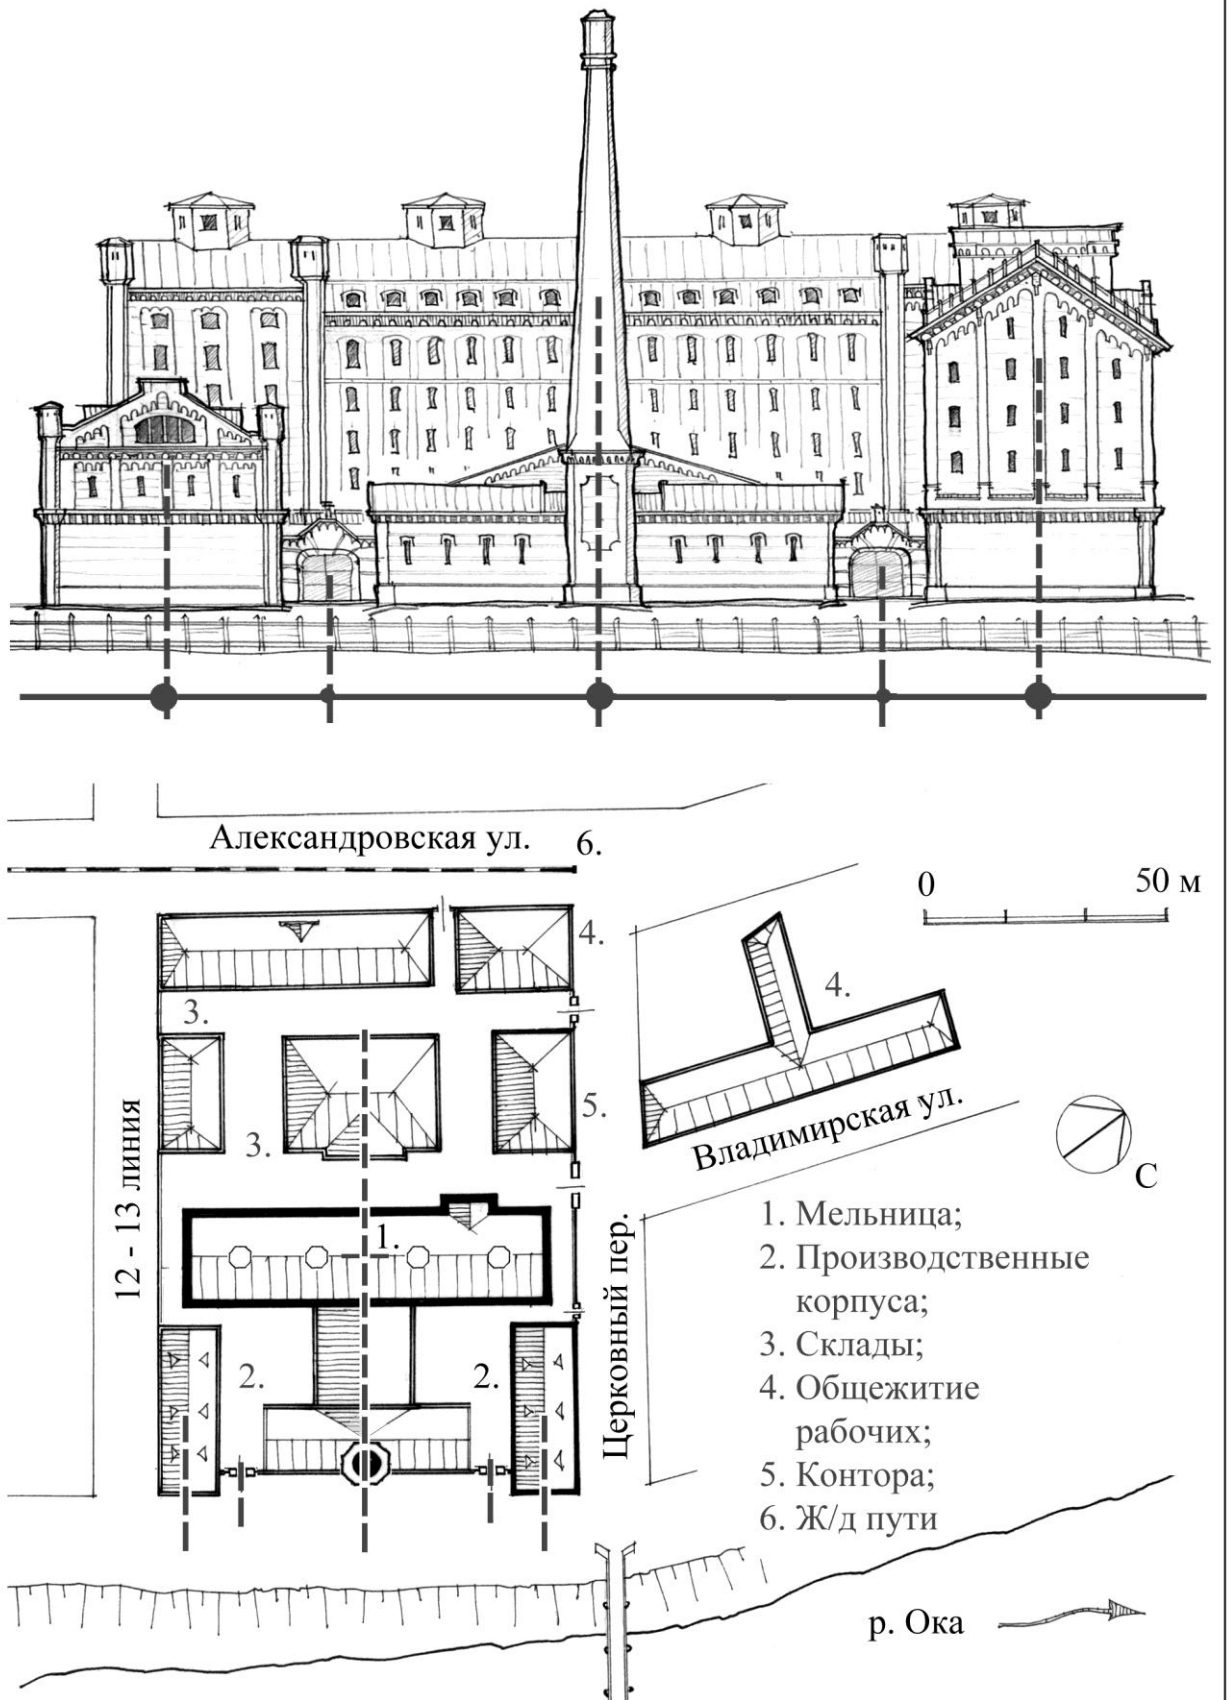 Александровская ул.
6.
0
50 м
4.
4.
3.
5.
3.
12 - 13 линия
Владимирская ул.
С
1.
Церковный пер.
2.
2.
1. Мельница;
2. Производственные
корпуса;
3. Склады;
4. Общежитие
рабочих;
5. Контора;
6. Ж/д пути
р. Ока